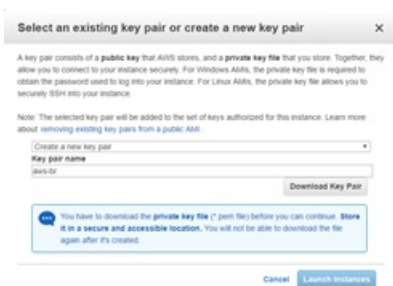 Select an existing key pair or create a new key pair
A key pair consists of a public key that AWS stores, and a private key file that you store. Together, they
allow you to connect to your instance securely. For Windows AMIs, the private key file is required to
obtain the password used to log into your instance. For Linux AMIs, the private key file allows you to
securely SSH into your instance.
Note: The selected key pair will be added to the set of keys authorized for this instance. Learn more
about removing existing key pairs from a public AMI.
Create a new key pair
Key pair name
aws-br
Download Key Pair
You have to download the private key file (*.pem file) before you can continue. Store
it in a secure and accessible location. You will not be able to download the file
again after it's created.
Cancel Launch Instances